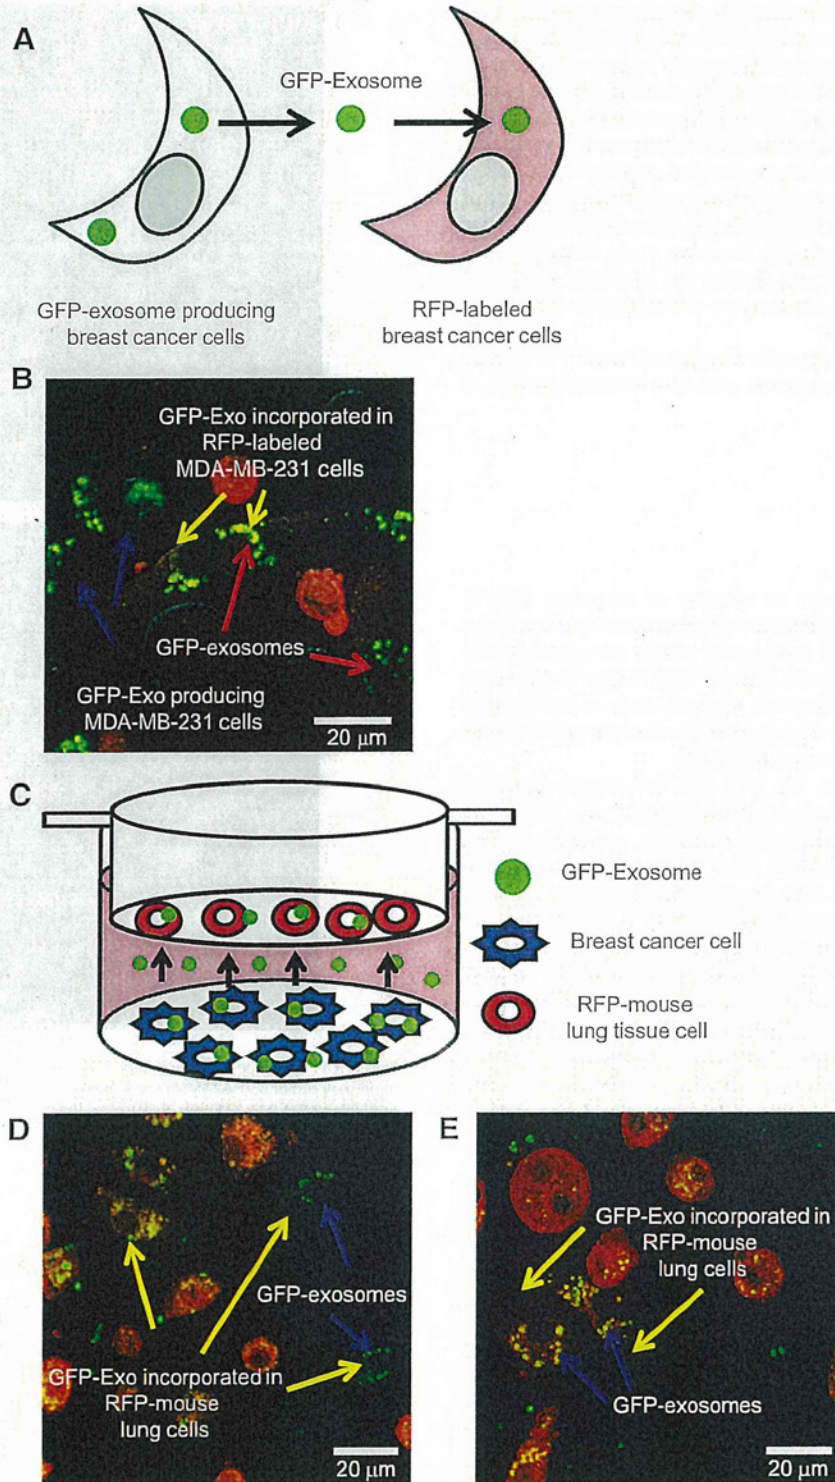 A
GFP-Exosome
GFP-exosome producing
breast cancer cells
RFP-labeled
breast cancer cells
B
GFP-Exo incorporated in
RFP-labeled
MDA-MB-231 cells
GFP-exosomes
GFP-Exo producing
MDA-MB-231 cells
20 μm
C
GFP-Exosome
Breast cancer cell
RFP-mouse
lung tissue cell
D
GFP-exosomes
GFP-Exo incorporated in
RFP-mouse
lung cells
20 μm
E
GFP-Exo incorporated in
RFP-mouse
lung cells
GFP-exosomes
20 μm